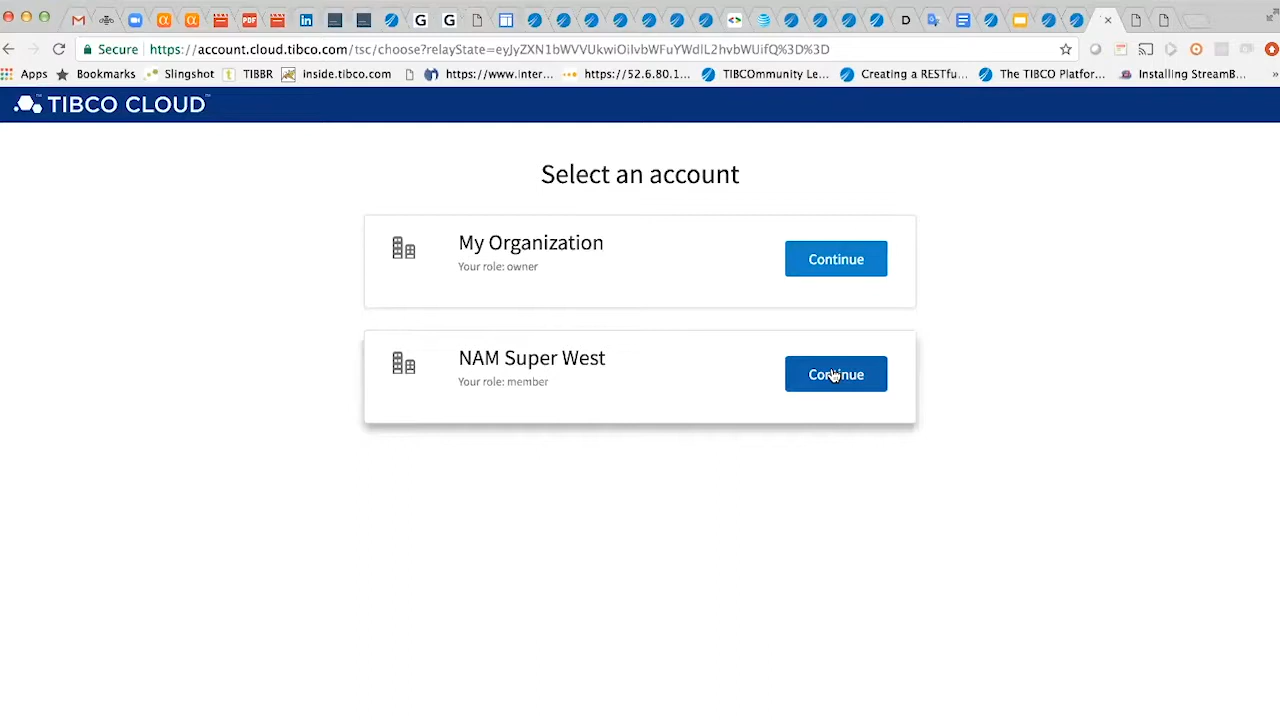 G G D
Secure https://account.cloud.tibco.com/tsc/choose?relayState=eyJyZXN1bWVVUkwiOiIvbWFuYWdlL2hvbWUifQ%3D%3D
Apps Bookmarks Slingshot t TIBBR inside.tibco.com https://www.inter... https://52.6.80.1... TIBCOmmunity Le... Creating a RESTfu... The TIBCO Platfor... Installing StreamB... »
TIBCO CLOUD™
Select an account
My Organization
Your role: owner
Continue
NAM Super West
Your role: member
Continue